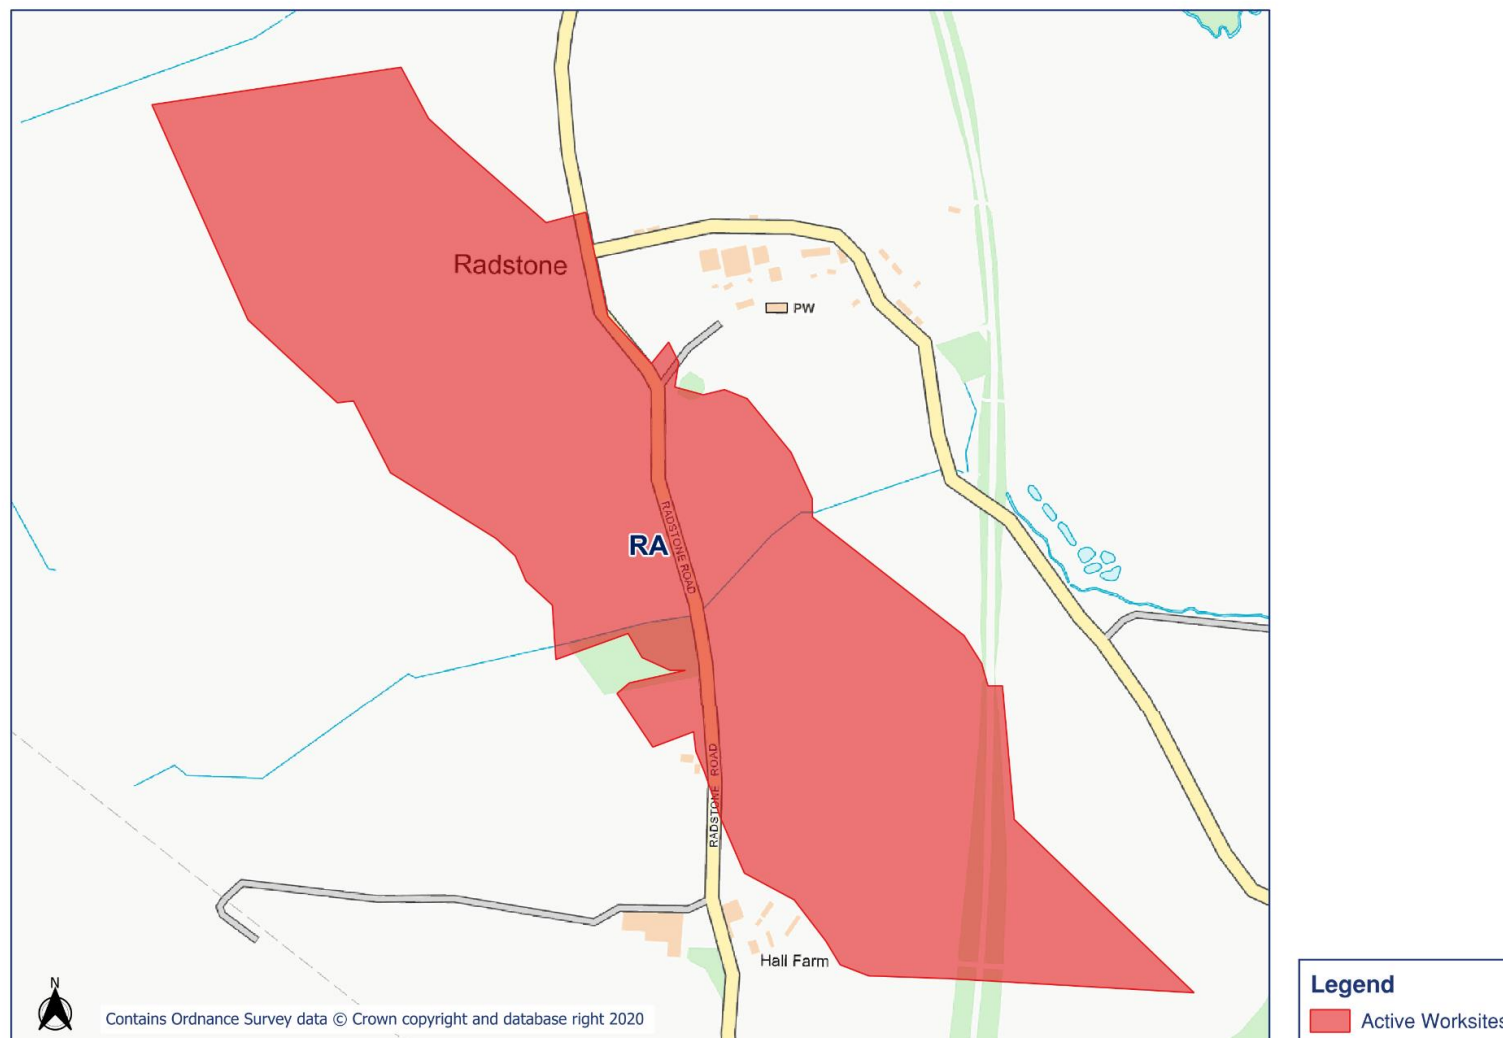 Radstone
PW
RADSTONE ROAD
RA
RADSTONE ROAD
Hall Farm
N
Contains Ordnance Survey data © Crown copyright and database right 2020
Legend
Active Worksites